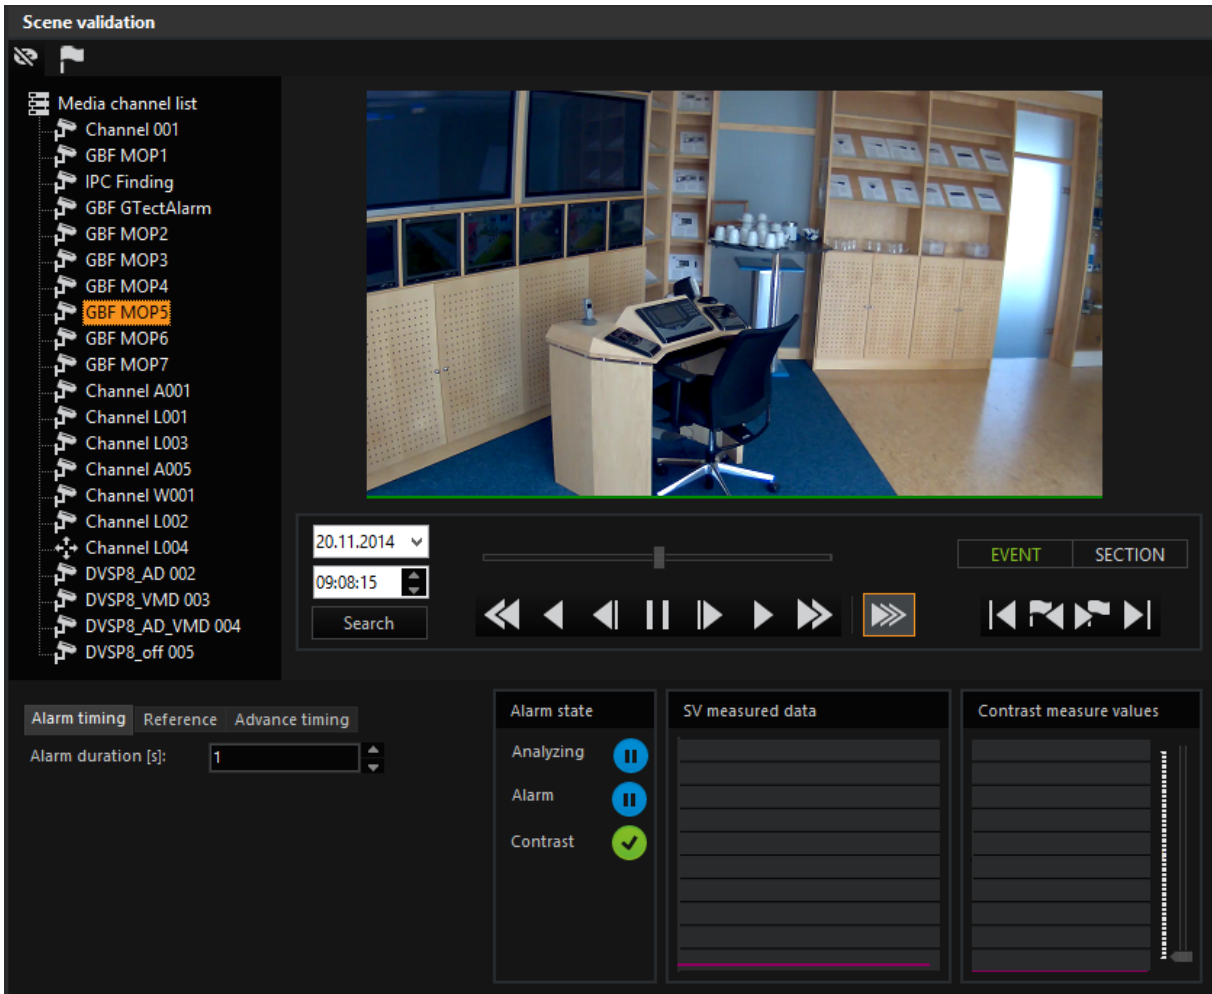 Scene validation
Media channel list
Channel 001
GBF MOP1
IPC Finding
GBF GTectAlarm
GBF MOP2
GBF MOP3
GBF MOP4
GBF MOP5
GBF MOP6
GBF MOP7
Channel A001
Channel L001
Channel L003
Channel A005
Channel W001
Channel L002
Channel L004
DVSP8_AD 002
DVSP8_VMD 003
DVSP8_AD_VMD 004
DVSP8_off 005
20.11.2014
09:08:15
Search
EVENT SECTION
Alarm timing Reference Advance timing
Alarm duration [s]: 1
Alarm state
Analyzing
Alarm
Contrast
SV measured data
Contrast measure values